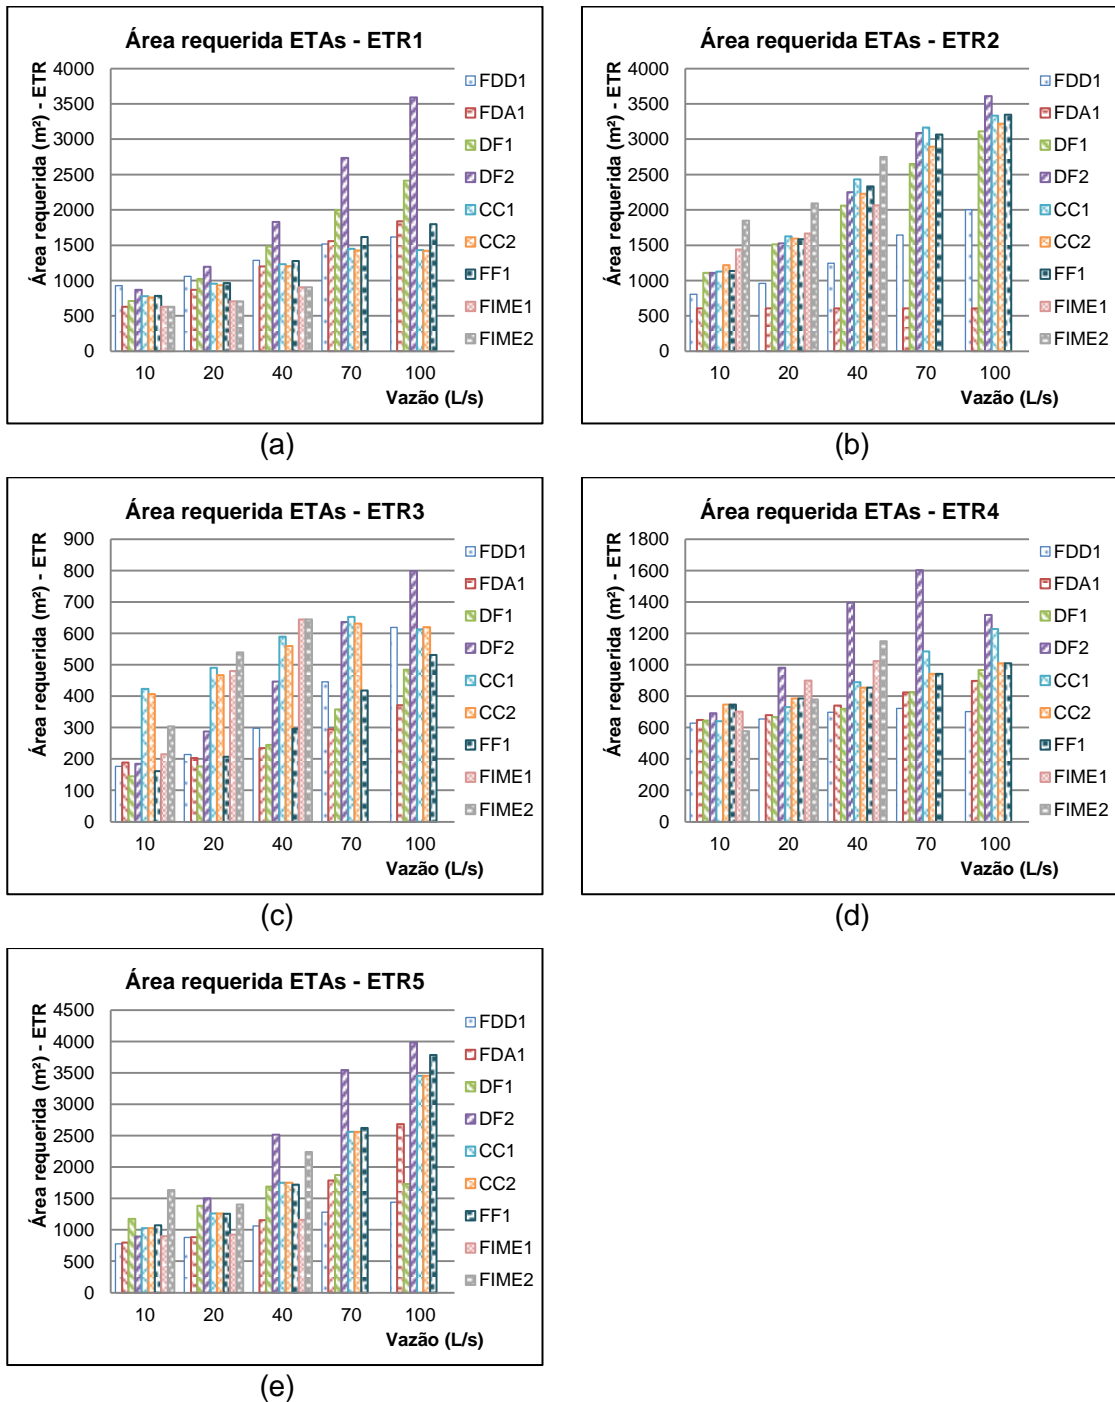 Área requerida ETAs - ETR1
Área requerida (m²) - ETR
4000
3500
3000
2500
2000
1500
1000
500
0
10 20 40 70 100
Vazão (L/s)
FDD1
FDA1
DF1
DF2
CC1
CC2
FF1
FIME1
FIME2
(a)
Área requerida ETAs - ETR2
Área requerida (m²) - ETR
4000
3500
3000
2500
2000
1500
1000
500
0
10 20 40 70 100
Vazão (L/s)
FDD1
FDA1
DF1
DF2
CC1
CC2
FF1
FIME1
FIME2
(b)
Área requerida ETAs - ETR3
Área requerida (m²) - ETR
900
800
700
600
500
400
300
200
100
0
10 20 40 70 100
Vazão (L/s)
FDD1
FDA1
DF1
DF2
CC1
CC2
FF1
FIME1
FIME2
(c)
Área requerida ETAs - ETR4
Área requerida (m²) - ETR
1800
1600
1400
1200
1000
800
600
400
200
0
10 20 40 70 100
Vazão (L/s)
FDD1
FDA1
DF1
DF2
CC1
CC2
FF1
FIME1
FIME2
(d)
Área requerida ETAs - ETR5
Área requerida (m²) - ETR
4500
4000
3500
3000
2500
2000
1500
1000
500
0
10 20 40 70 100
Vazão (L/s)
FDD1
FDA1
DF1
DF2
CC1
CC2
FF1
FIME1
FIME2
(e)